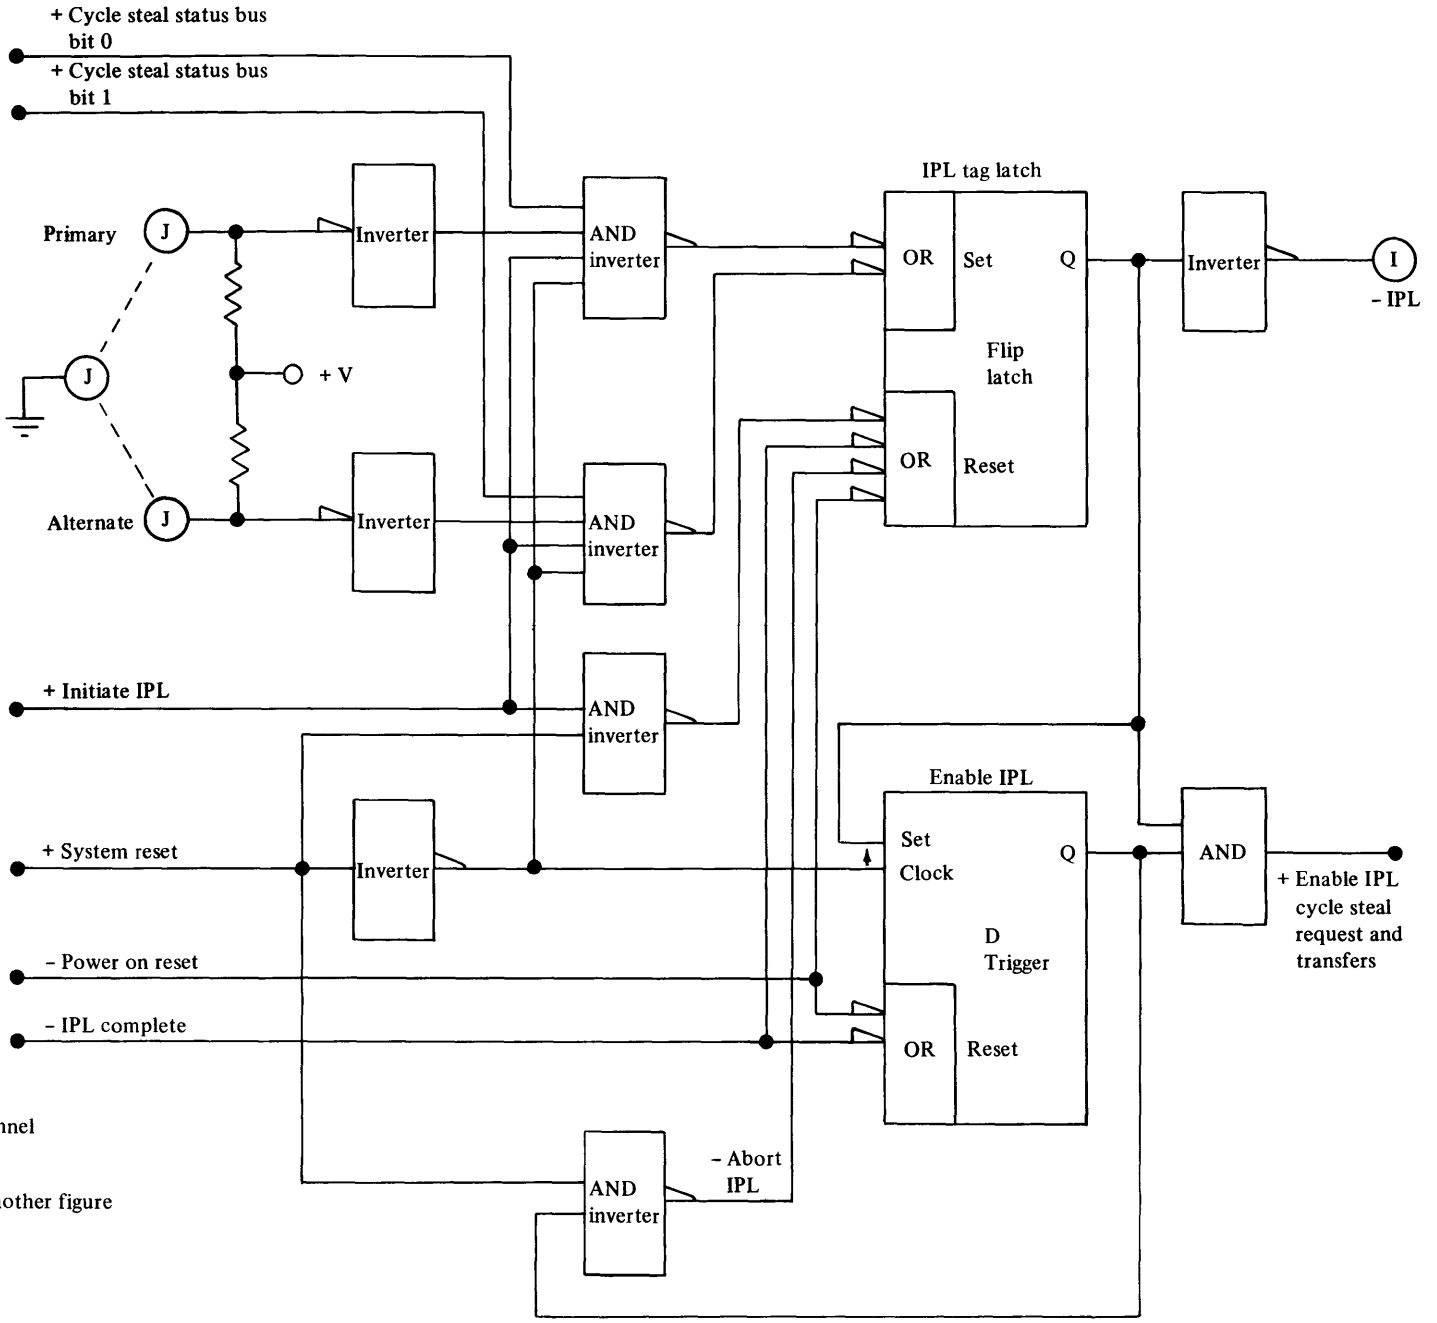 + Cycle steal status bus
bit 0
+ Cycle steal status bus
bit 1
IPL tag latch
Primary
J
Inverter
AND
inverter
OR
Set
Q
Inverter
I
– IPL
J
+ V
Flip
latch
Alternate
J
Inverter
AND
inverter
OR
Reset
+ Initiate IPL
AND
inverter
Enable IPL
+ System reset
Inverter
Set
Clock
Q
AND
+ Enable IPL
cycle steal
request and
transfers
D
Trigger
– Power on reset
– IPL complete
OR
Reset
nnel
– Abort
IPL
AND
inverter
other figure